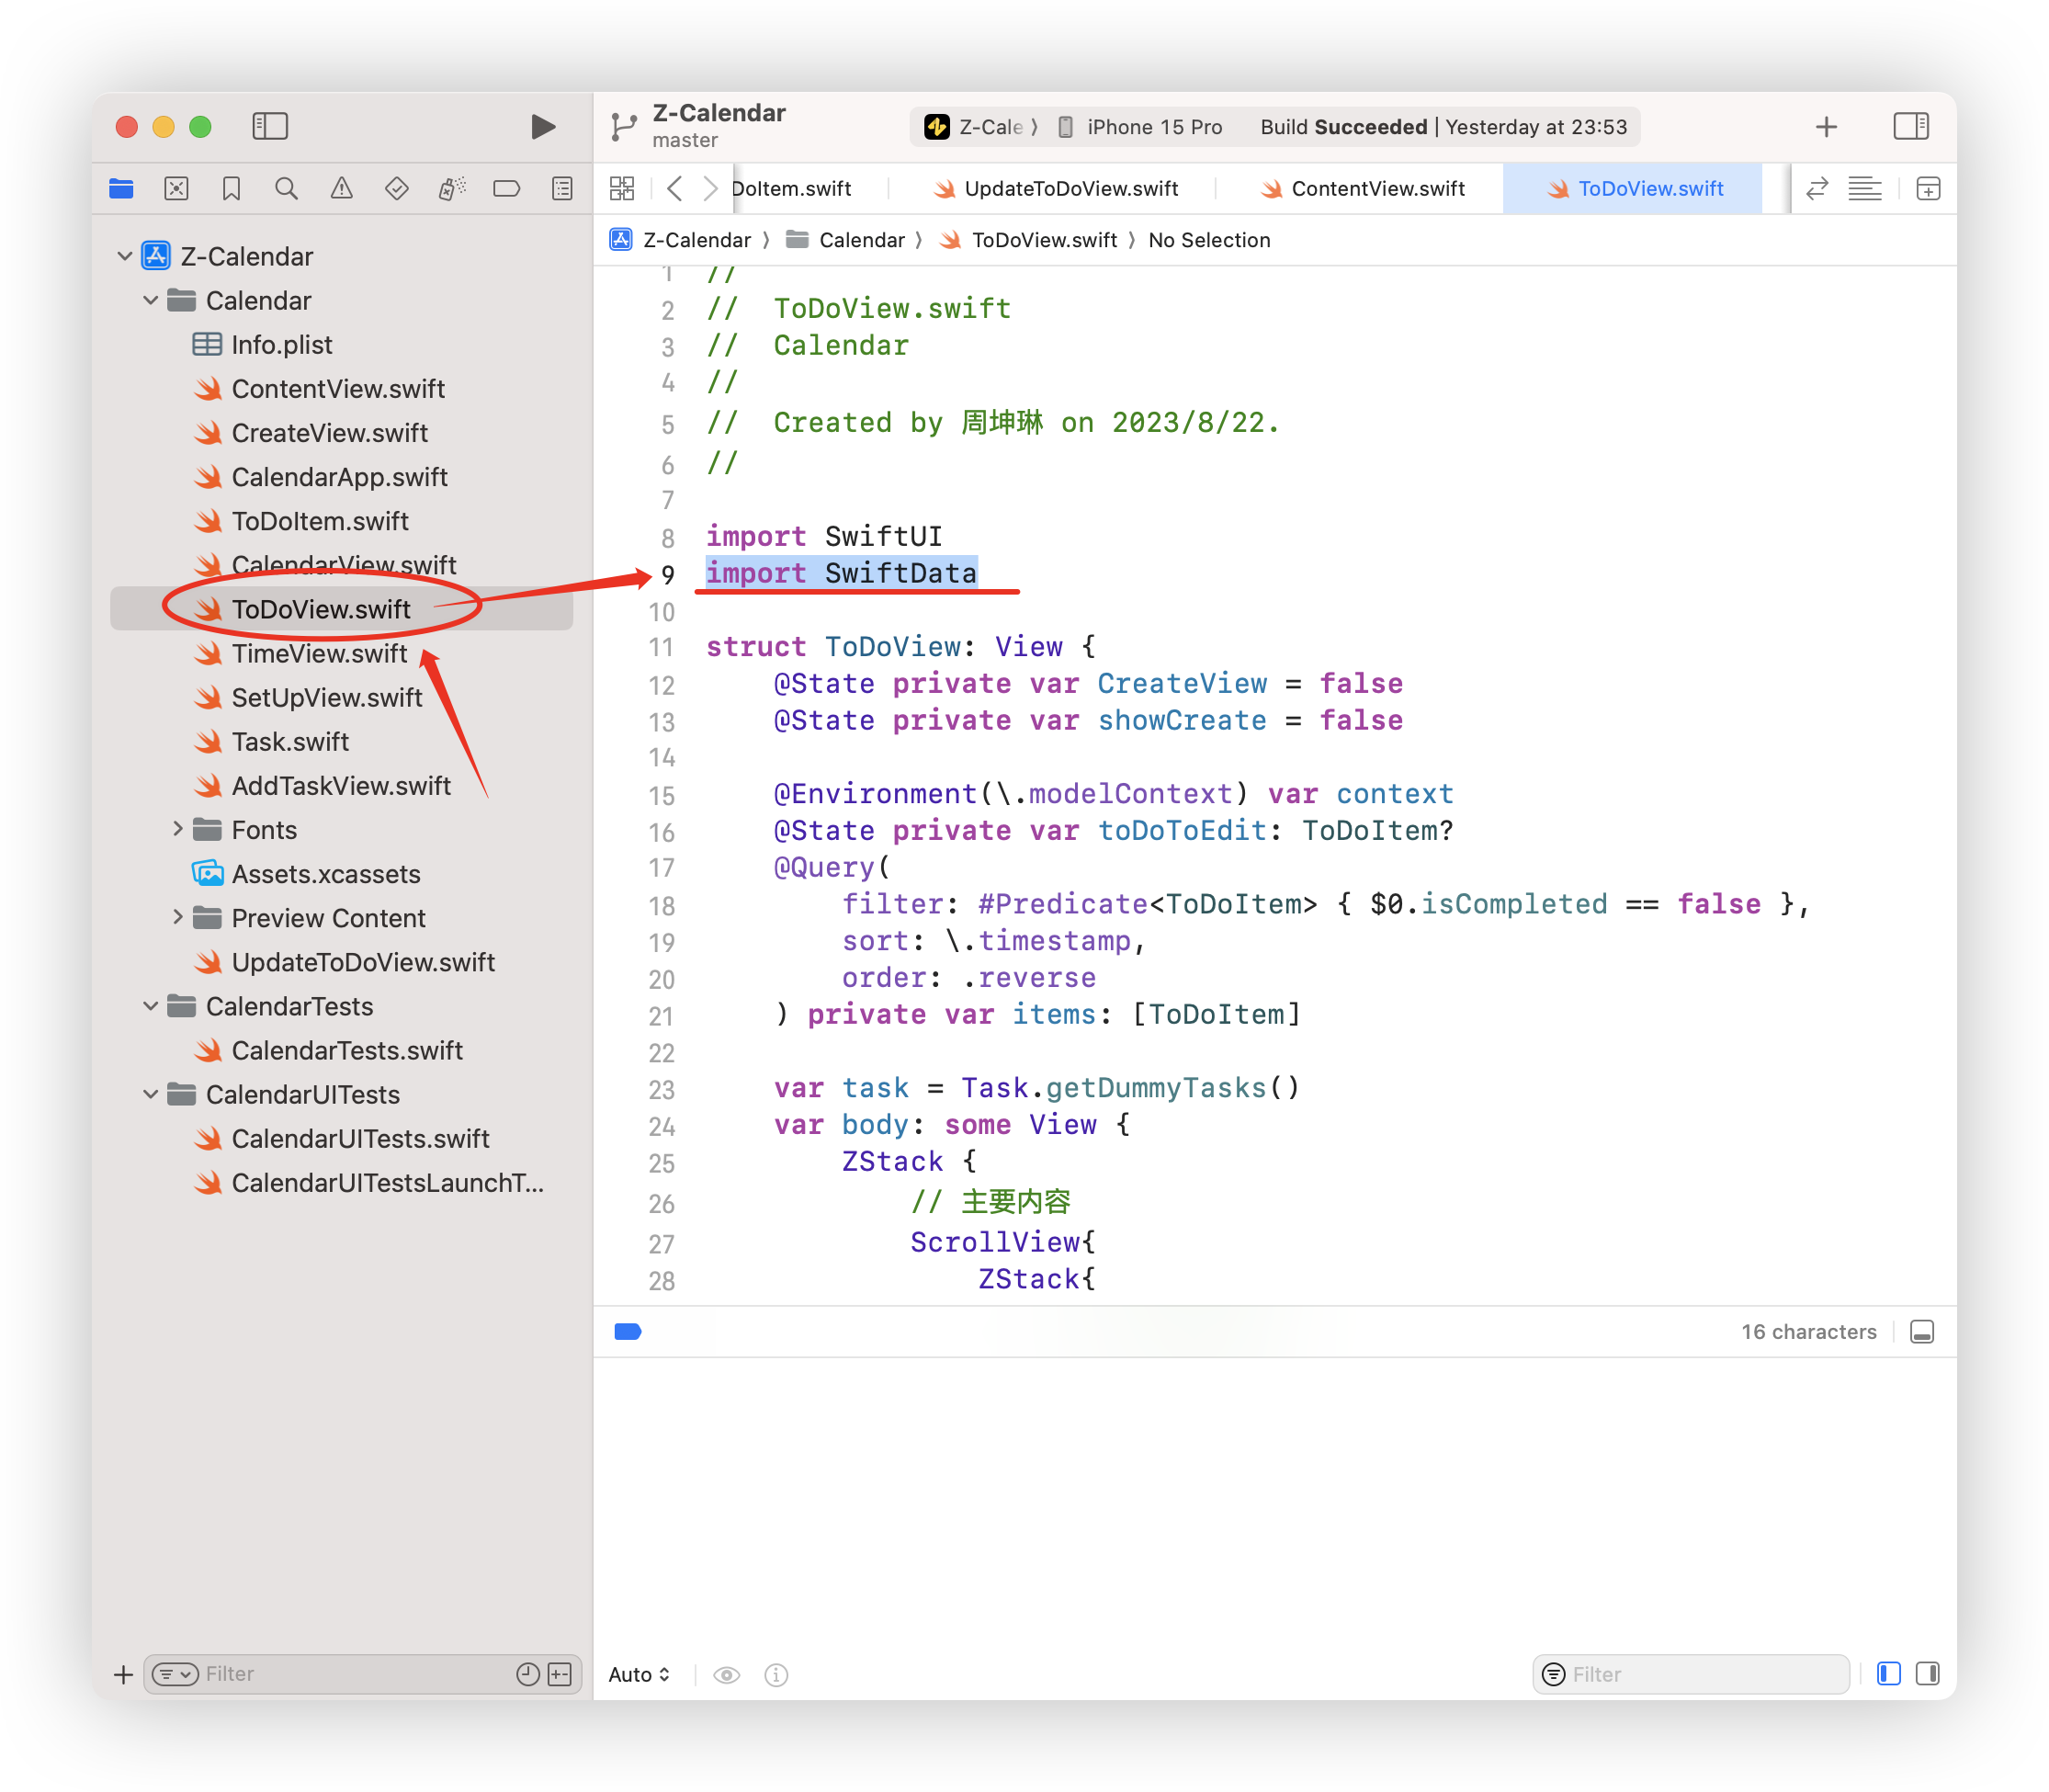 Z-Calendar
master
Z-Cale 〉 iPhone 15 Pro
Build Succeeded | Yesterday at 23:53
DoItem.swift
UpdateToDoView.swift
ContentView.swift
ToDoView.swift
Z-Calendar 〉 Calendar 〉 ToDoView.swift 〉 No Selection
Z-Calendar
Calendar
Info.plist
ContentView.swift
CreateView.swift
CalendarApp.swift
ToDoItem.swift
CalendarView.swift
ToDoView.swift
TimeView.swift
SetUpView.swift
Task.swift
AddTaskView.swift
Fonts
Assets.xcassets
Preview Content
UpdateToDoView.swift
CalendarTests
CalendarTests.swift
CalendarUITests
CalendarUITests.swift
CalendarUITestsLaunchT...
Filter
1 //
2 //  ToDoView.swift
3 //  Calendar
4 //
5 //  Created by 周坤琳 on 2023/8/22.
6 //
7
8 import SwiftUI
9 import SwiftData
10
11 struct ToDoView: View {
12     @State private var CreateView = false
13     @State private var showCreate = false
14
15     @Environment(\.modelContext) var context
16     @State private var toDoToEdit: ToDoItem?
17     @Query(
18         filter: #Predicate<ToDoItem> { $0.isCompleted == false },
19         sort: \.timestamp,
20         order: .reverse
21     ) private var items: [ToDoItem]
22
23     var task = Task.getDummyTasks()
24     var body: some View {
25         ZStack {
26             // 主要内容
27             ScrollView{
28                 ZStack{
16 characters
Auto
Filter